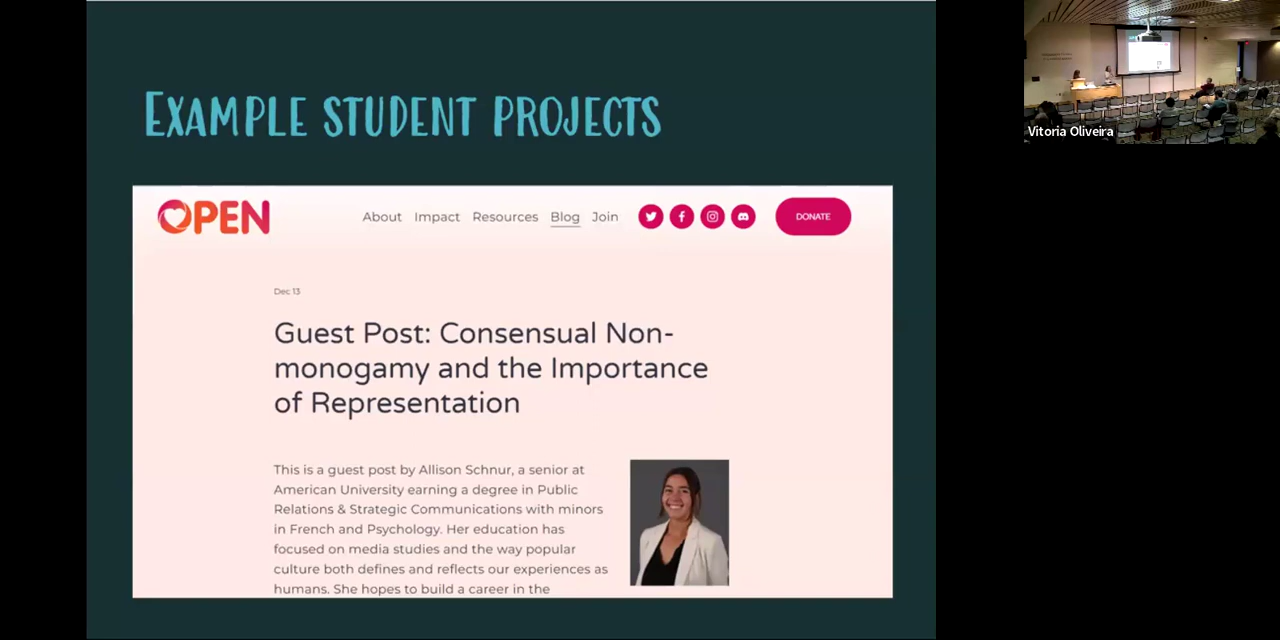 EXAMPLE STUDENT PROJECTS
OPEN
About Impact Resources Blog Join
DONATE
Dec 13
Guest Post: Consensual Non-
monogamy and the Importance
of Representation
This is a guest post by Allison Schnur, a senior at
American University earning a degree in Public
Relations & Strategic Communications with minors
in French and Psychology. Her education has
focused on media studies and the way popular
culture both defines and reflects our experiences as
humans. She hopes to build a career in the
Vitoria Oliveira